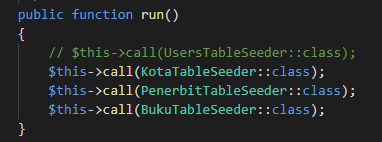 public function run()
{
// $this->call(UsersTableSeeder::class);
$this->call(KotaTableSeeder::class);
$this->call(PenerbitTableSeeder::class);
$this->call(BukuTableSeeder::class);
}